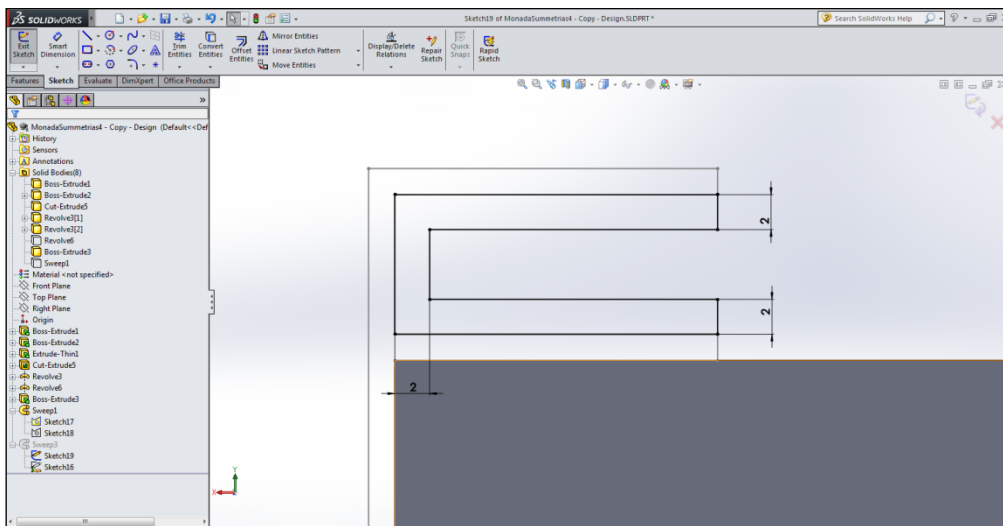 SOLIDWORKS
Sketch19 of MonadaSummetrias4 - Copy - Design.SLDPRT *
Search SolidWorks Help
Exit Sketch
Smart Dimension
Trim Entities
Convert Entities
Offset Entities
Mirror Entities
Linear Sketch Pattern
Move Entities
Display/Delete Relations
Repair Sketch
Quick Snaps
Rapid Sketch
Features
Sketch
Evaluate
DimXpert
Office Products
MonadaSummetrias4 - Copy - Design (Default<<Def
History
Sensors
Annotations
Solid Bodies(8)
Boss-Extrude1
Boss-Extrude2
Cut-Extrude5
Revolve3[1]
Revolve3[2]
Revolve6
Boss-Extrude3
Sweep1
Material <not specified>
Front Plane
Top Plane
Right Plane
Origin
Boss-Extrude1
Boss-Extrude2
Extrude-Thin1
Cut-Extrude5
Revolve3
Revolve6
Boss-Extrude3
Sweep1
Sketch17
Sketch18
Sweep3
Sketch19
Sketch16
2
2
2
Y
X